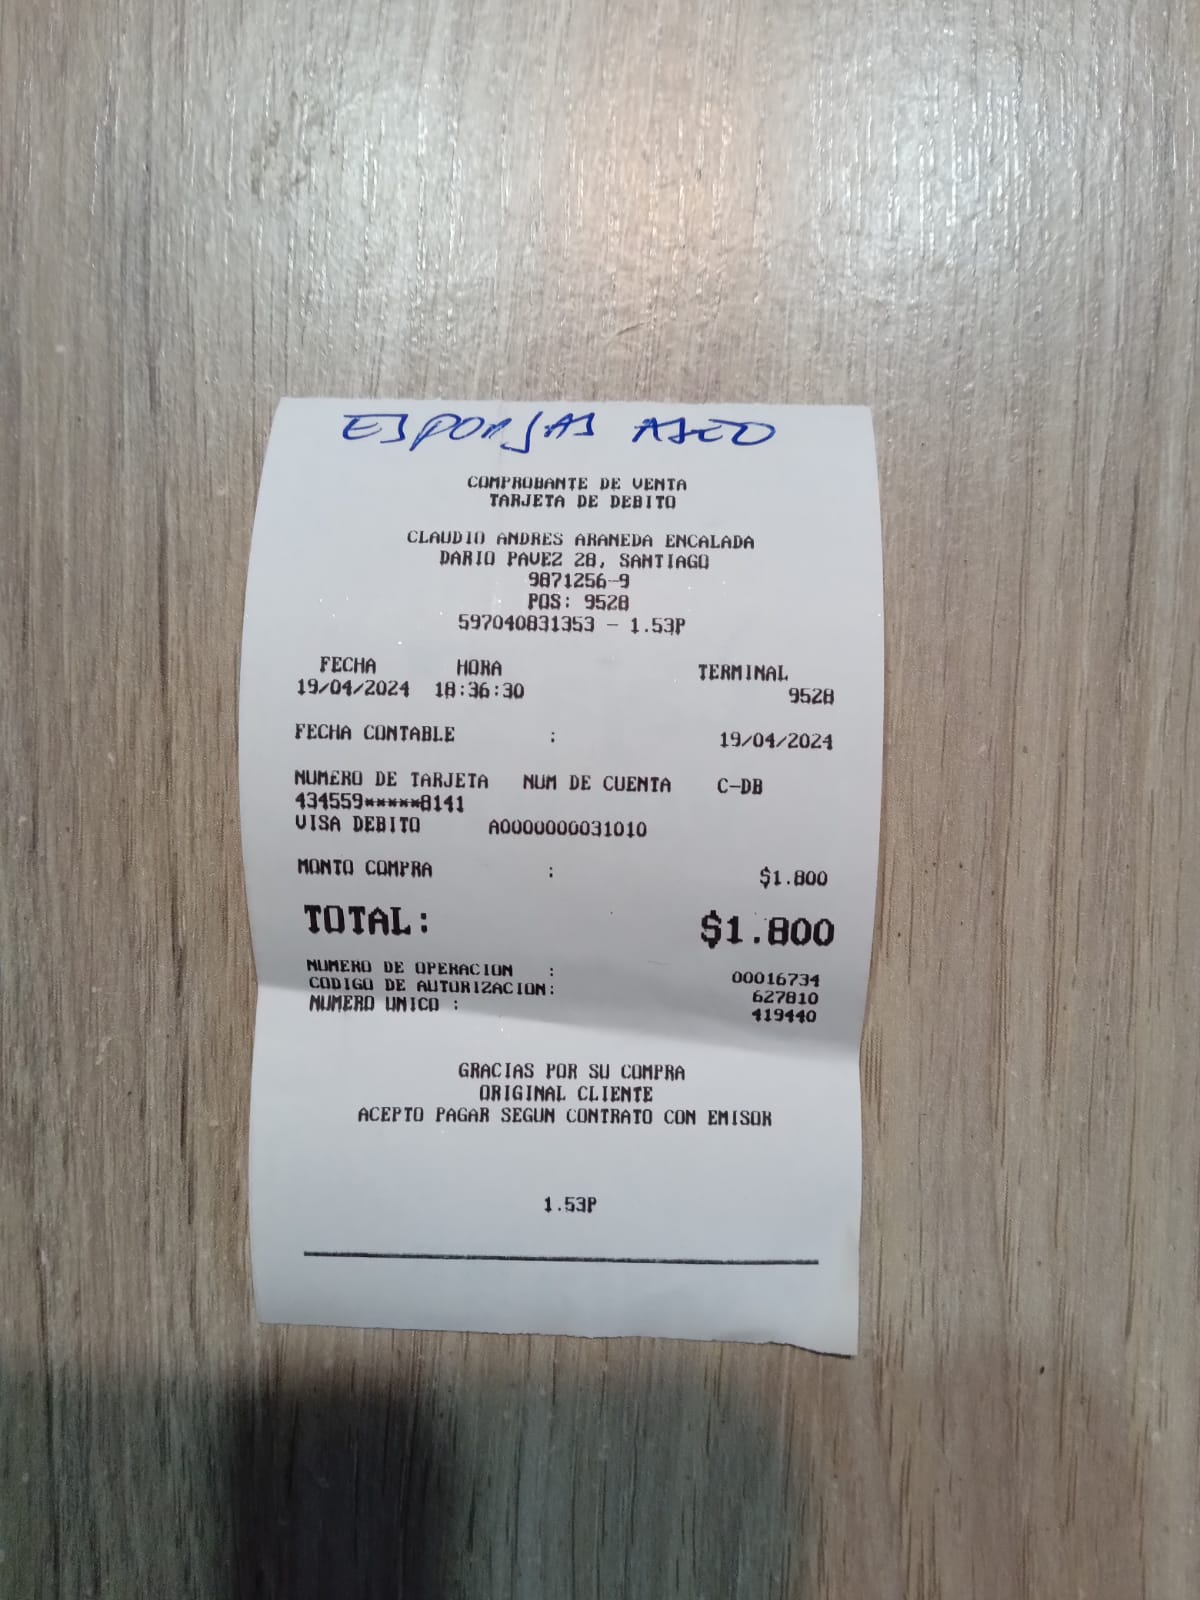 ESPONJAS ASEO
COMPROBANTE DE VENTA
TARJETA DE DEBITO
CLAUDIO ANDRES ARANEDA ENCALADA
DARIO PAVEZ 28, SANTIAGO
9871256-9
POS: 9528
597040831353 - 1.53P
FECHA HORA TERMINAL
19/04/2024 18:36:30 9528
FECHA CONTABLE : 19/04/2024
NUMERO DE TARJETA NUM DE CUENTA C-DB
434559*****8141
VISA DEBITO A0000000031010
MONTO COMPRA : $1.800
TOTAL: $1.800
NUMERO DE OPERACION : 00016734
CODIGO DE AUTORIZACION: 627810
NUMERO UNICO : 419440
GRACIAS POR SU COMPRA
ORIGINAL CLIENTE
ACEPTO PAGAR SEGUN CONTRATO CON EMISOR
1.53P